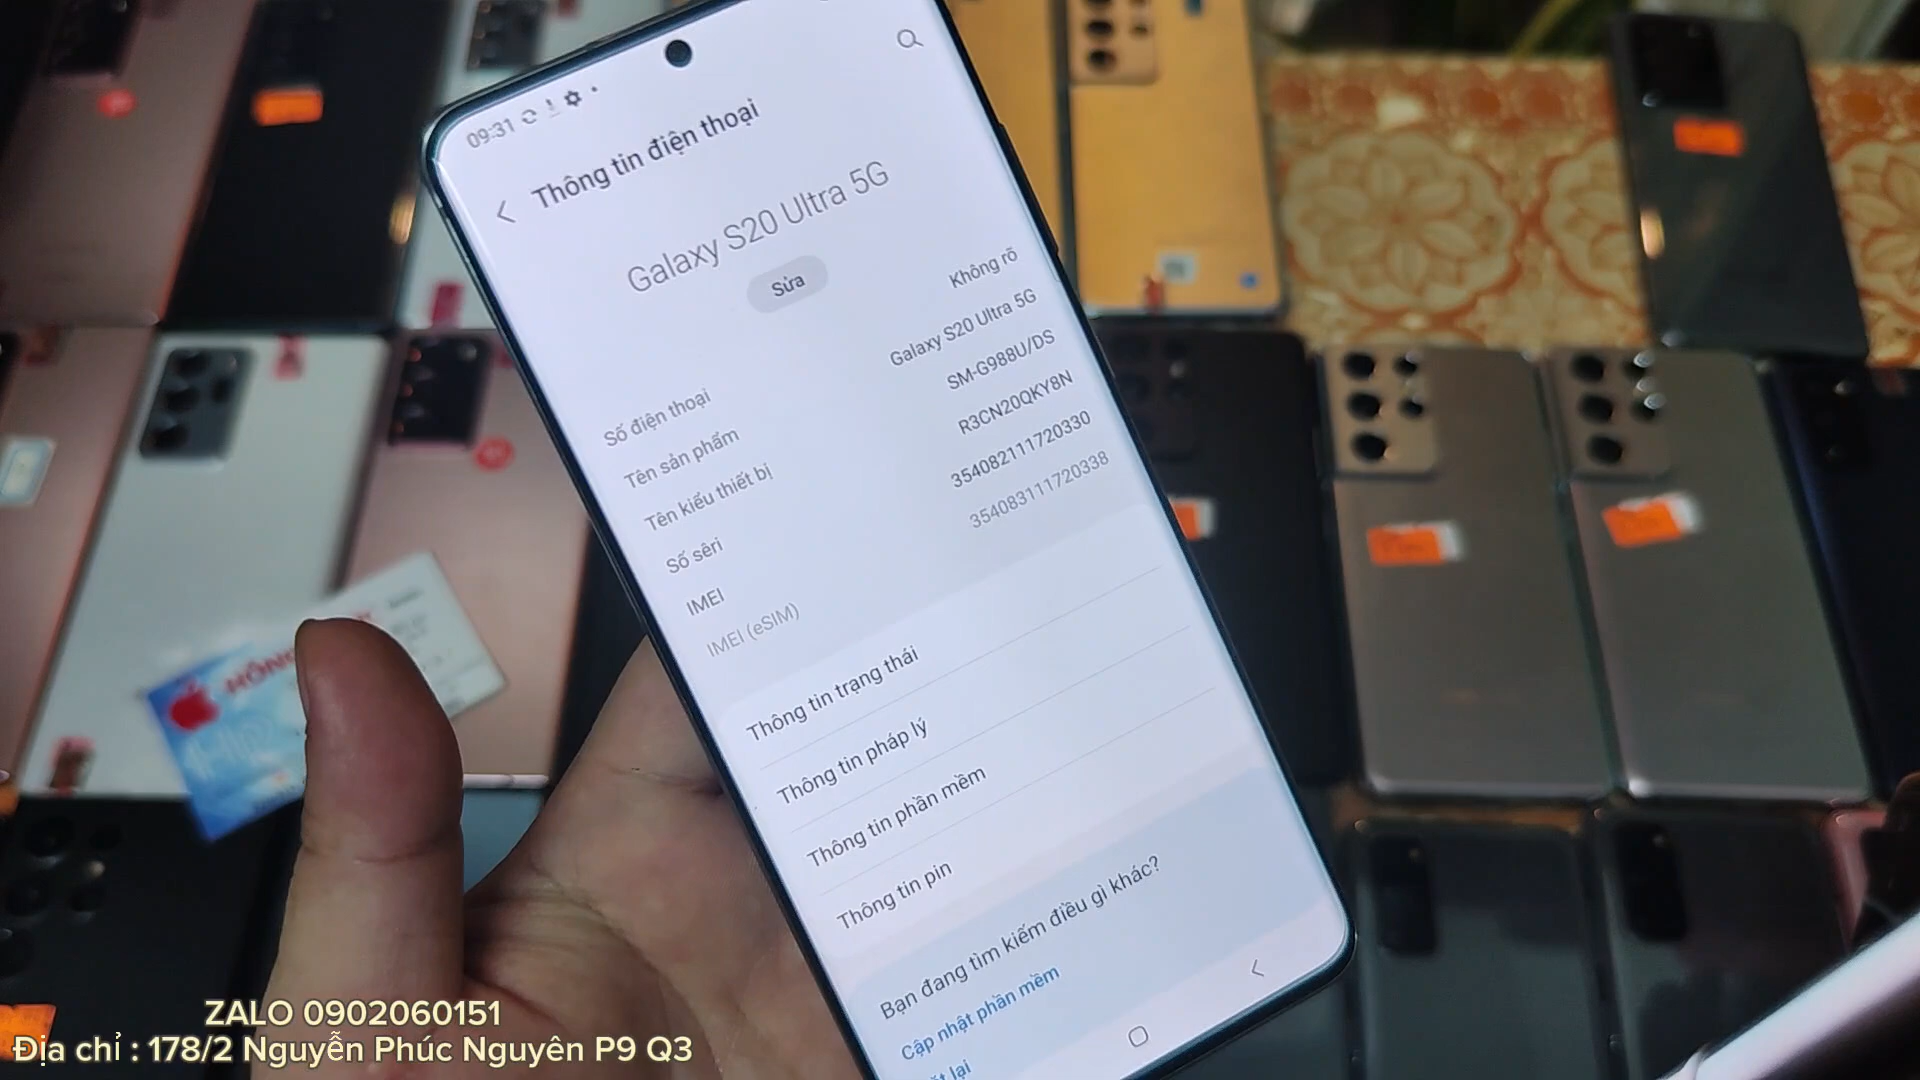 09:31
Thông tin điện thoại
Galaxy S20 Ultra 5G
Sửa
Số điện thoại Không rõ
Tên sản phẩm Galaxy S20 Ultra 5G
Tên kiểu thiết bị SM-G988U/DS
Số sêri R3CN20QKY8N
IMEI 354082111720330
IMEI (eSIM) 354083111720338
Thông tin trạng thái
Thông tin pháp lý
Thông tin phần mềm
Thông tin pin
Bạn đang tìm kiếm điều gì khác?
Cập nhật phần mềm
lại
ZALO 0902060151
Địa chỉ : 178/2 Nguyễn Phúc Nguyên P9 Q3